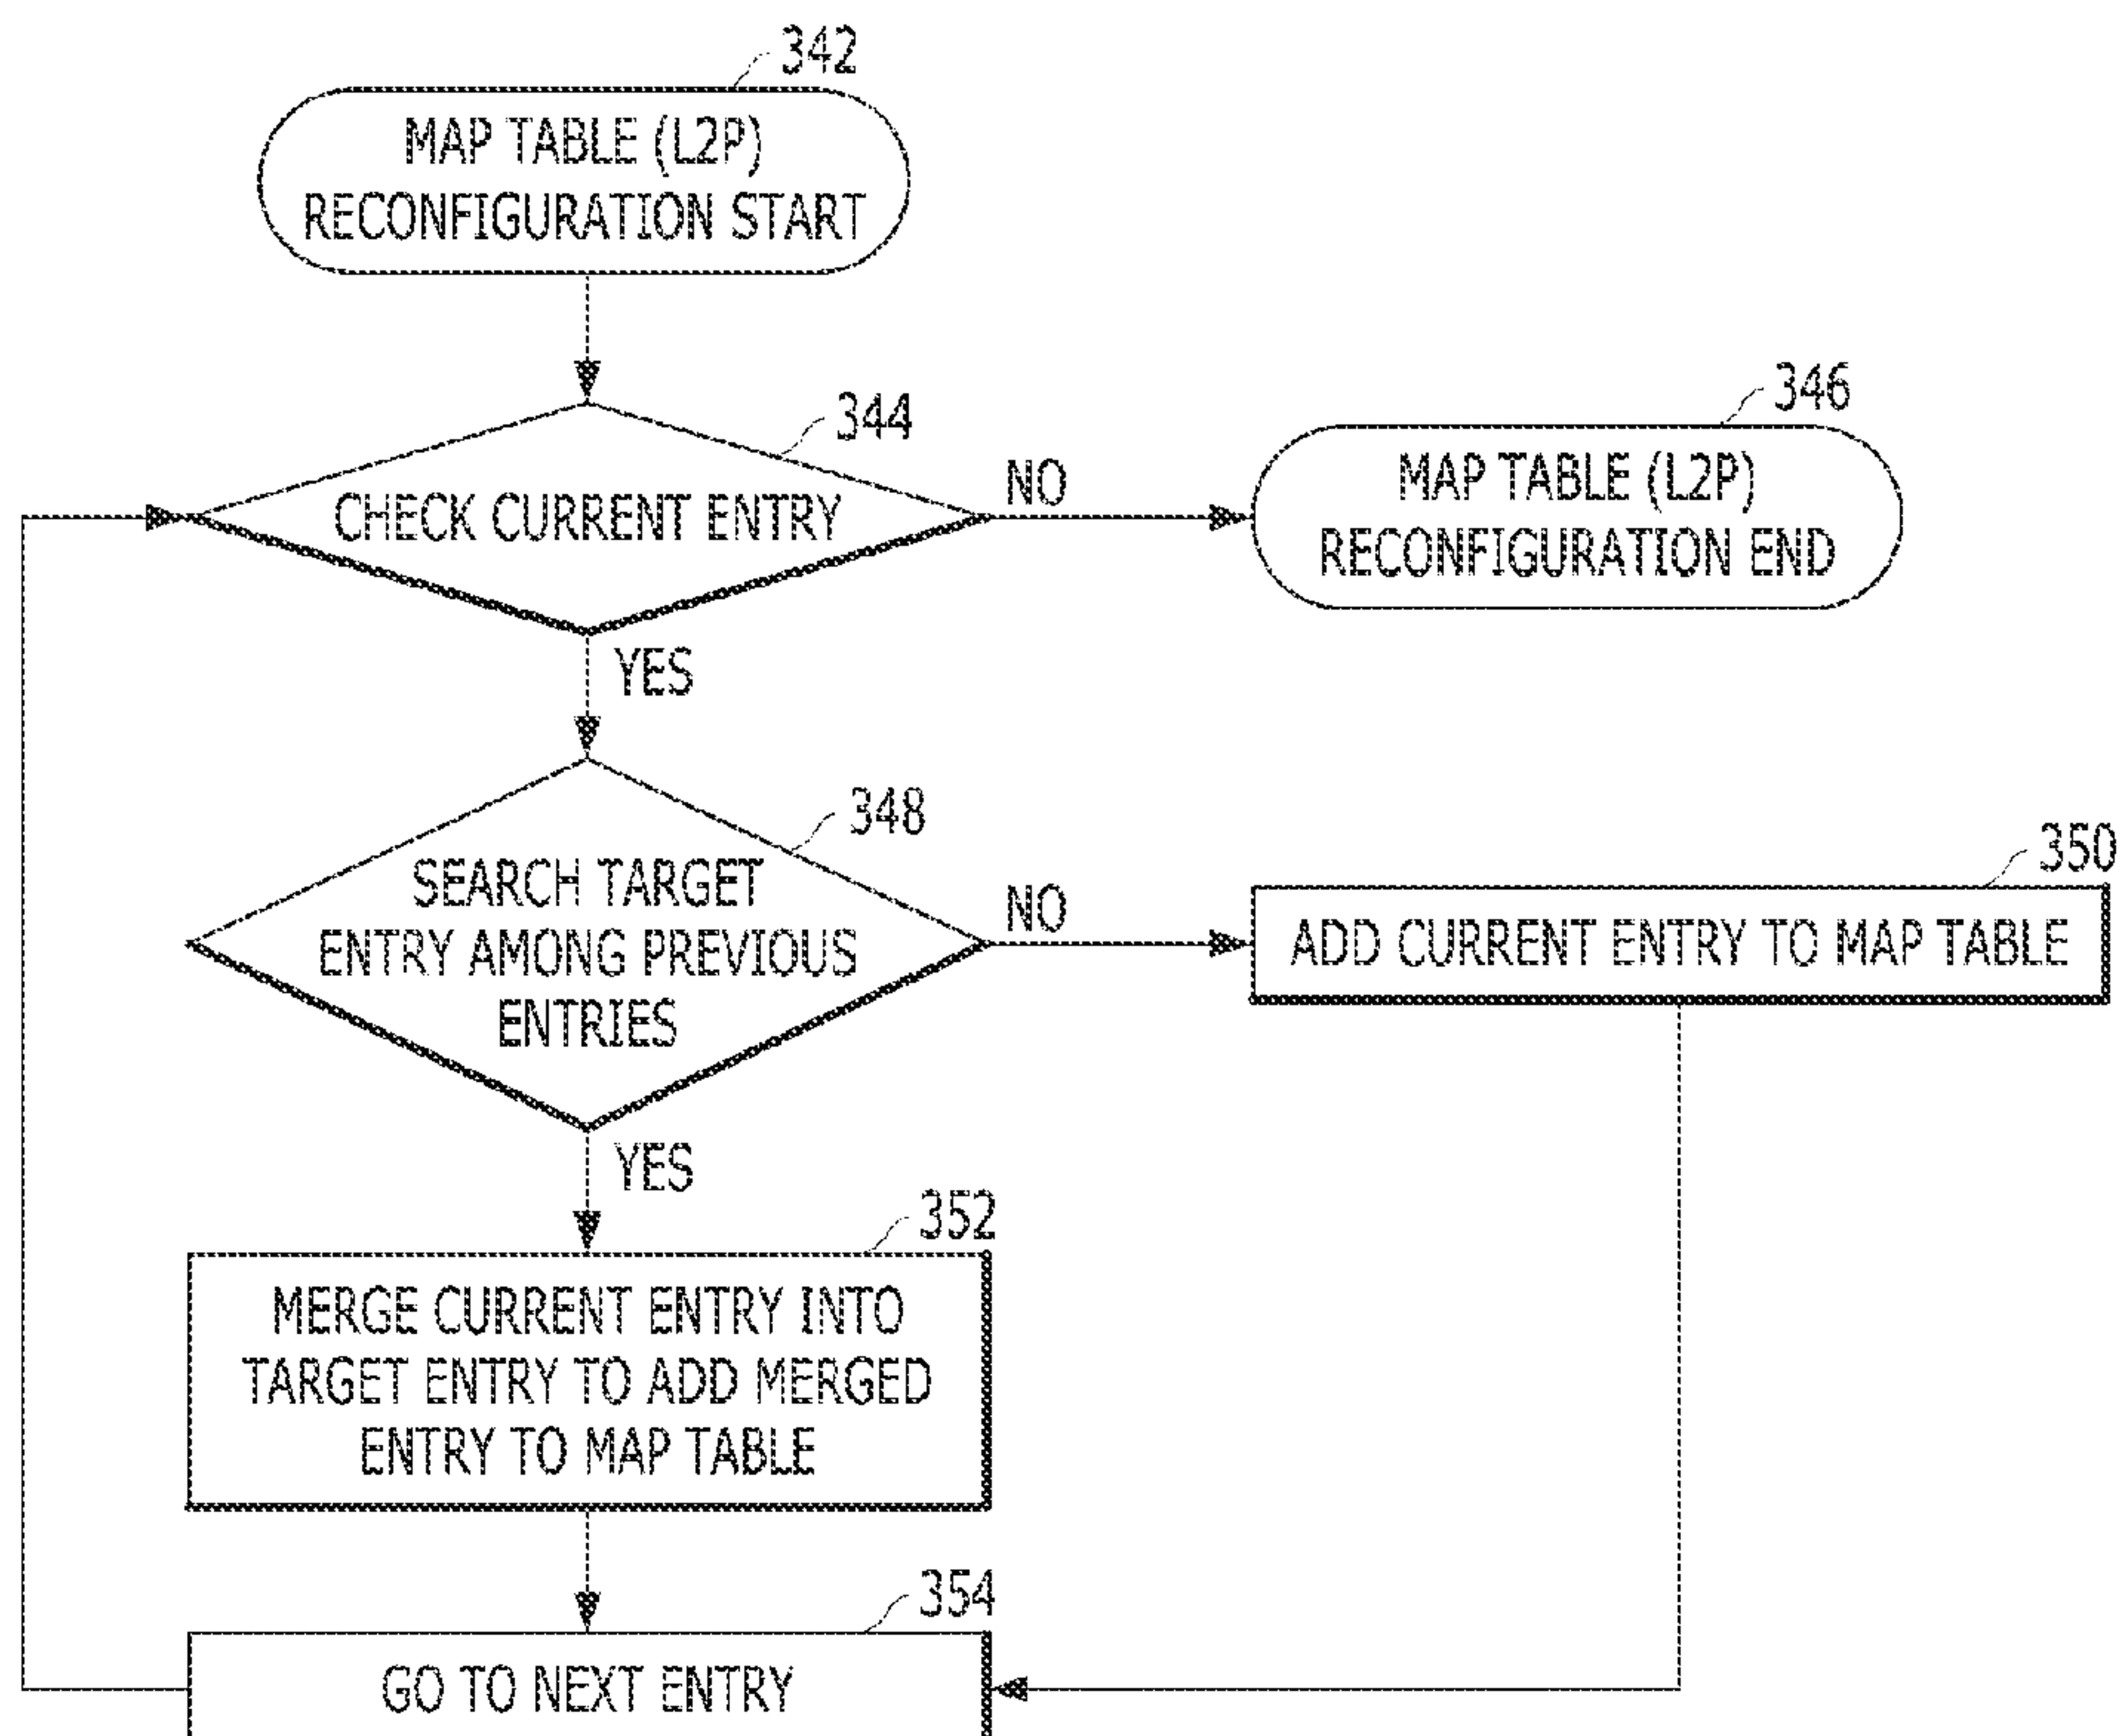 342
MAP TABLE (L2P)
RECONFIGURATION START
344
CHECK CURRENT ENTRY
NO
346
MAP TABLE (L2P)
RECONFIGURATION END
YES
348
SEARCH TARGET
ENTRY AMONG PREVIOUS
ENTRIES
NO
350
ADD CURRENT ENTRY TO MAP TABLE
YES
352
MERGE CURRENT ENTRY INTO
TARGET ENTRY TO ADD MERGED
ENTRY TO MAP TABLE
354
GO TO NEXT ENTRY